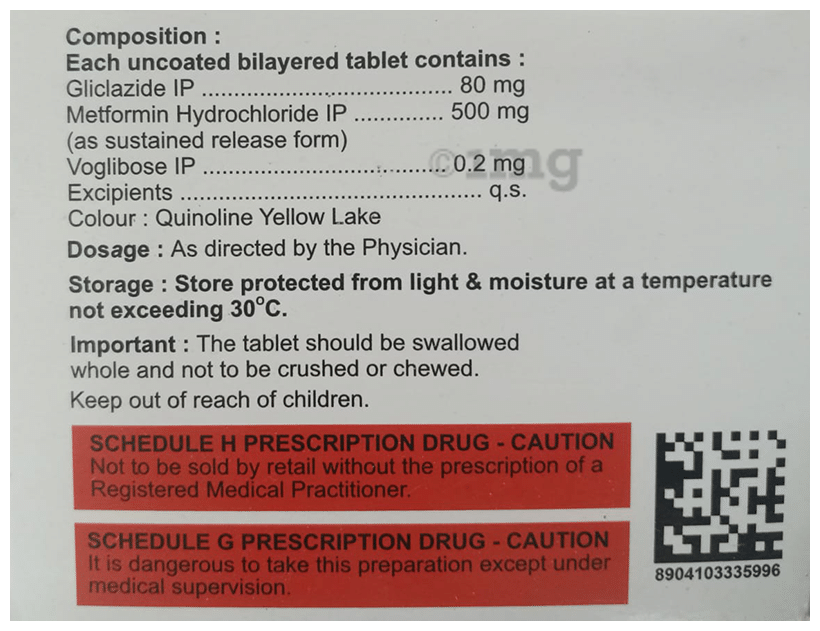 Composition :
Each uncoated bilayered tablet contains :
Gliclazide IP .......................................... 80 mg
Metformin Hydrochloride IP .............. 500 mg
(as sustained release form)
Voglibose IP ......................................... 0.2 mg
Excipients .................................................. q.s.
Colour : Quinoline Yellow Lake
Dosage : As directed by the Physician.
Storage : Store protected from light & moisture at a temperature
not exceeding 30°C.
Important : The tablet should be swallowed
whole and not to be crushed or chewed.
Keep out of reach of children.
SCHEDULE H PRESCRIPTION DRUG - CAUTION
Not to be sold by retail without the prescription of a
Registered Medical Practitioner.
SCHEDULE G PRESCRIPTION DRUG - CAUTION
It is dangerous to take this preparation except under
medical supervision.
8904103335996
©1mg